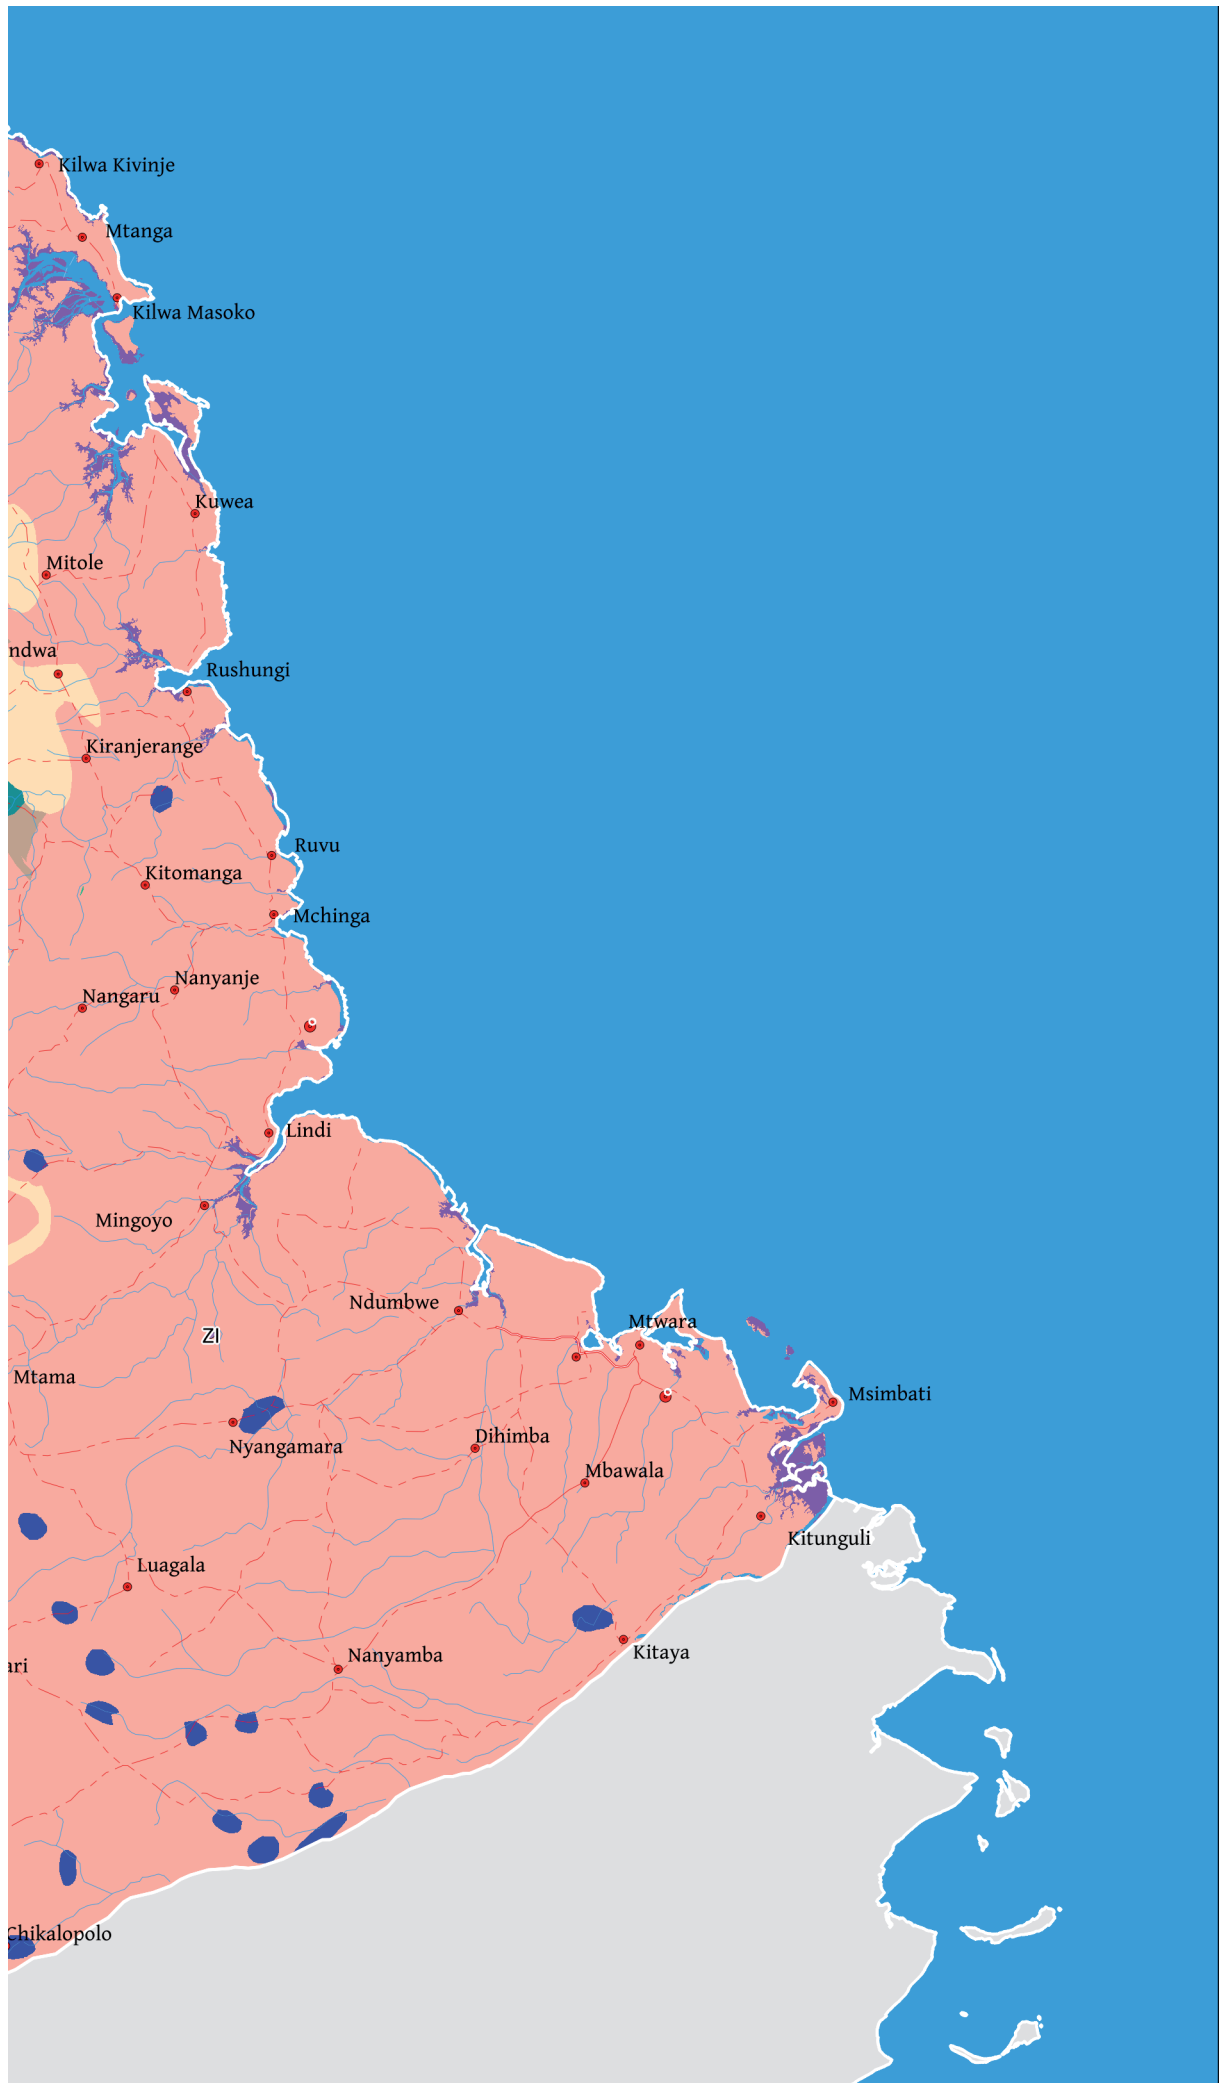 Kilwa Kivinje
Mtanga
Kilwa Masoko
Kuwea
Mitole
ndwa
Rushungi
Kiranjerange
Ruvu
Kitomanga
Mchinga
Nanyanje
Nangaru
Lindi
Mingoyo
Ndumbwe
Mtwara
ZI
Mtama
Msimbati
Dihimba
Nyangamara
Mbawala
Kitunguli
Luagala
Kitaya
Nanyamba
ari
Chikalopolo